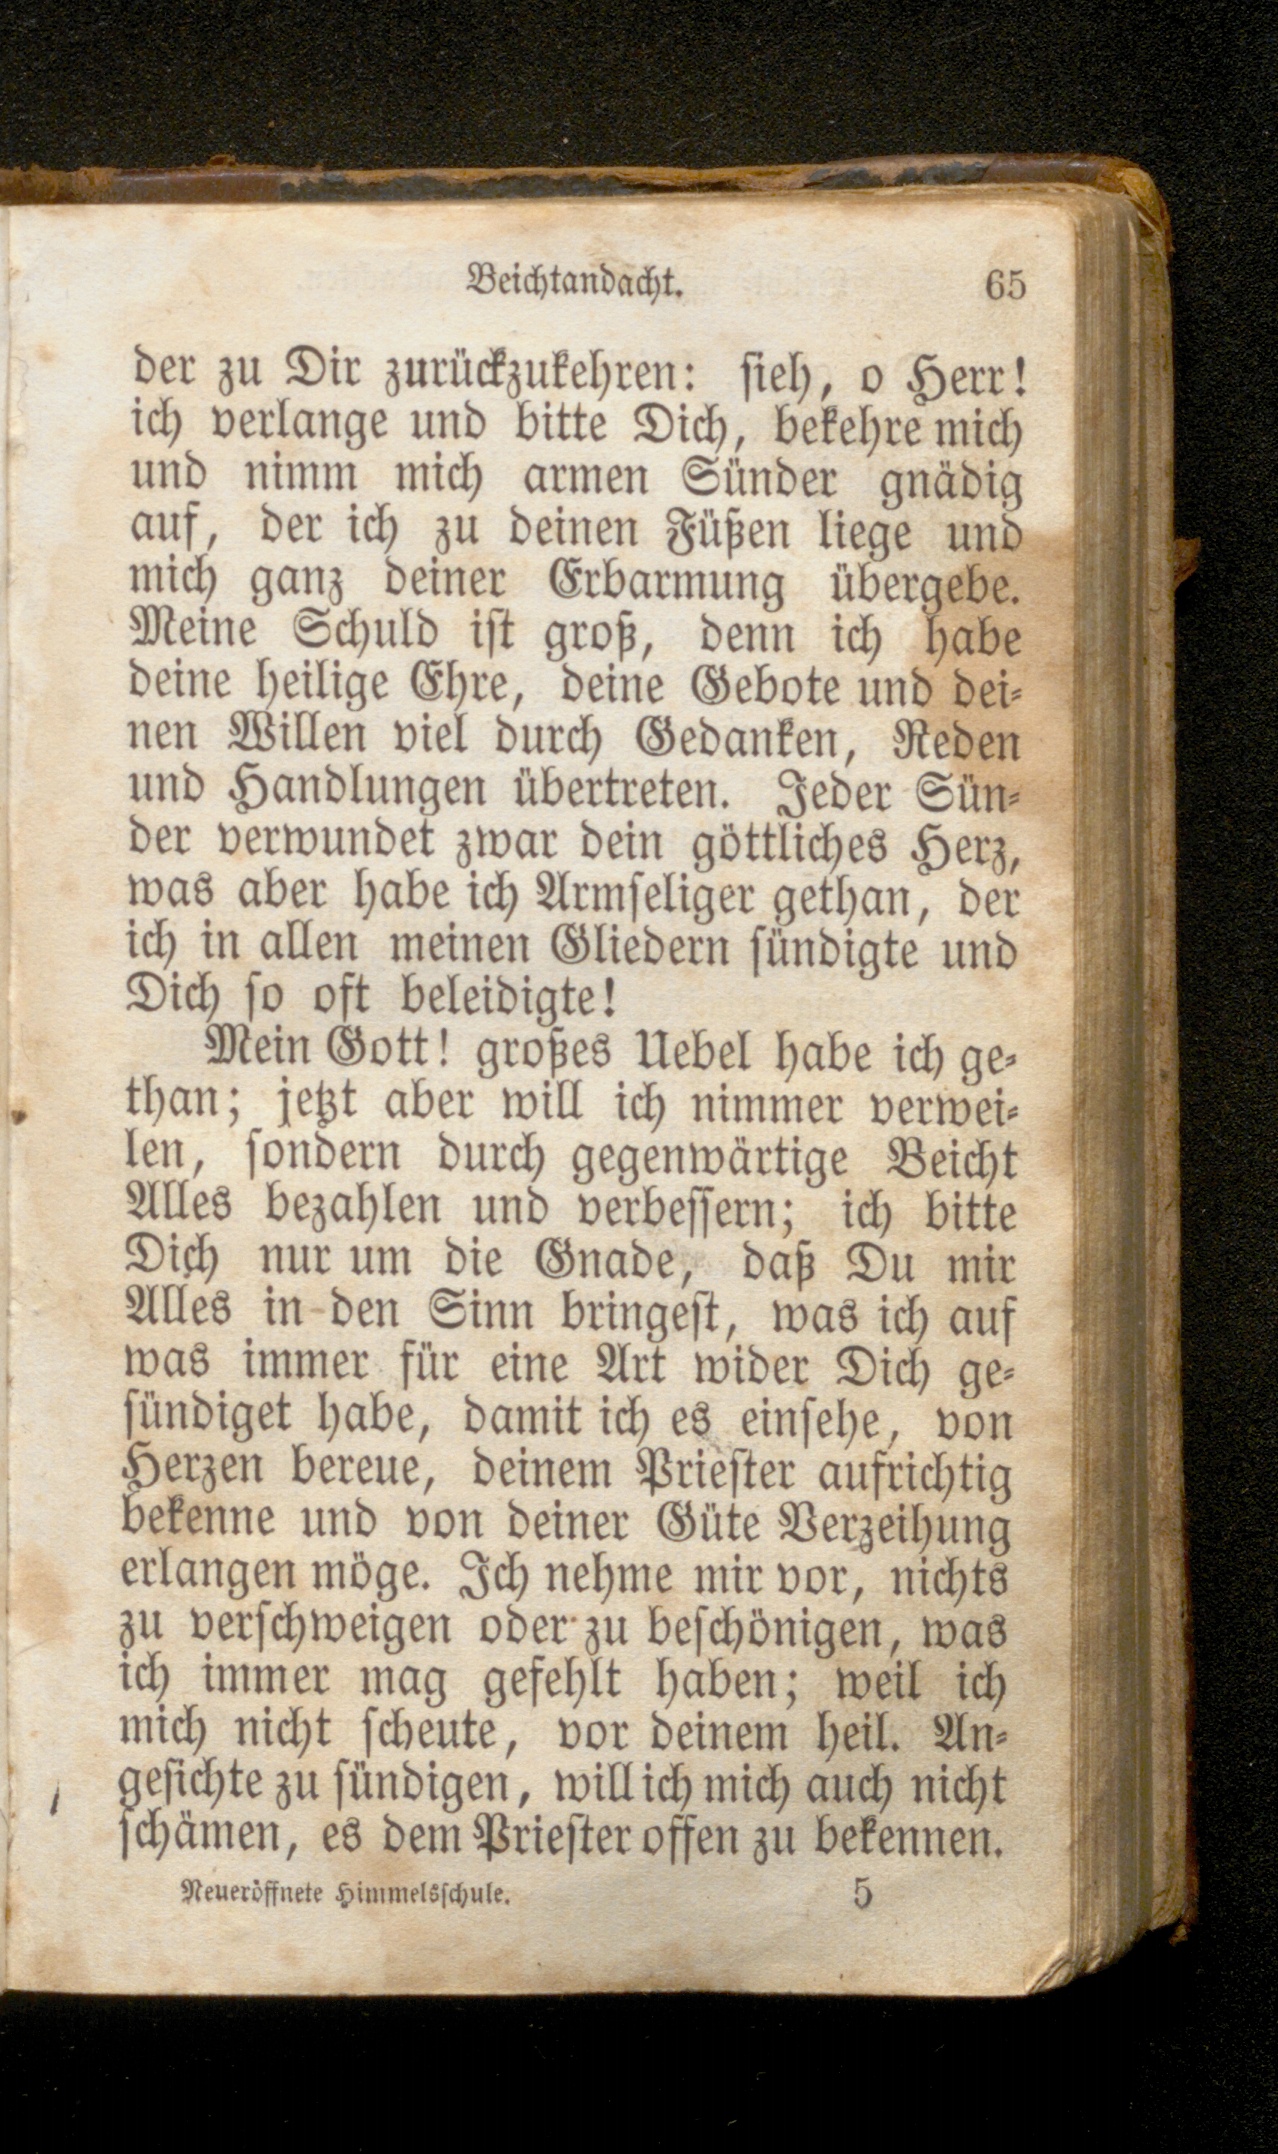 Beichtandacht. 65
der zu Dir zurückzukehren: sieh, o Herr!
ich verlange und bitte Dich, bekehre mich
und nimm mich armen Sünder gnädig
auf, der ich zu deinen Füßen liege und
mich ganz deiner Erbarmung übergebe.
Meine Schuld ist groß, denn ich habe
deine heilige Ehre, deine Gebote und dei-
nen Willen viel durch Gedanken, Reden
und Handlungen übertreten. Jeder Sün-
der verwundet zwar dein göttliches Herz,
was aber habe ich Armseliger gethan, der
ich in allen meinen Gliedern sündigte und
Dich so oft beleidigte!
Mein Gott! großes Uebel habe ich ge-
than; jetzt aber will ich nimmer verwei-
len, sondern durch gegenwärtige Beicht
Alles bezahlen und verbessern; ich bitte
Dich nur um die Gnade, daß Du mir
Alles in den Sinn bringest, was ich auf
was immer für eine Art wider Dich ge-
sündiget habe, damit ich es einsehe, von
Herzen bereue, deinem Priester aufrichtig
bekenne und von deiner Güte Verzeihung
erlangen möge. Ich nehme mir vor, nichts
zu verschweigen oder zu beschönigen, was
ich immer mag gefehlt haben; weil ich
mich nicht scheute, vor deinem heil. An-
gesichte zu sündigen, will ich mich auch nicht
schämen, es dem Priester offen zu bekennen.
Neueröffnete Himmelsschule. 5